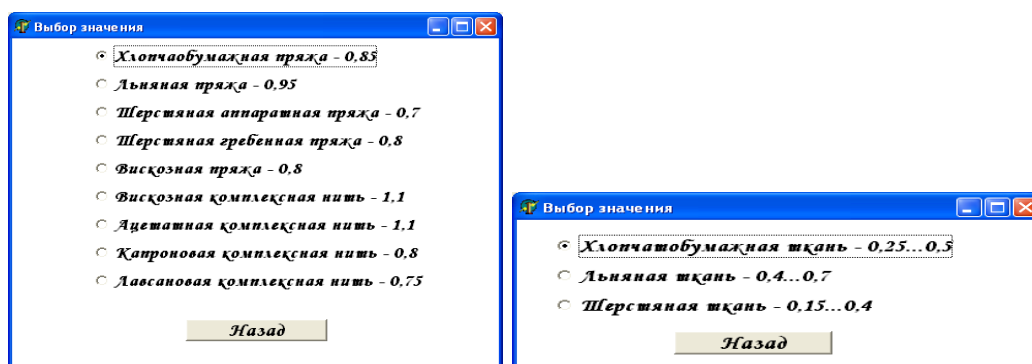 Выбор значения
Хлопчаобумажная пряжа - 0,85
Льняная пряжа - 0,95
Шерстяная аппаратная пряжа - 0,7
Шерстяная гребенная пряжа - 0,8
Вискозная пряжа - 0,8
Вискозная комплексная нить - 1,1
Ацетатная комплексная нить - 1,1
Капроновая комплексная нить - 0,8
Лавсановая комплексная нить - 0,75
Назад
Выбор значения
Хлопчатобумажная ткань - 0,25...0,5
Льняная ткань - 0,4...0,7
Шерстяная ткань - 0,15...0,4
Назад